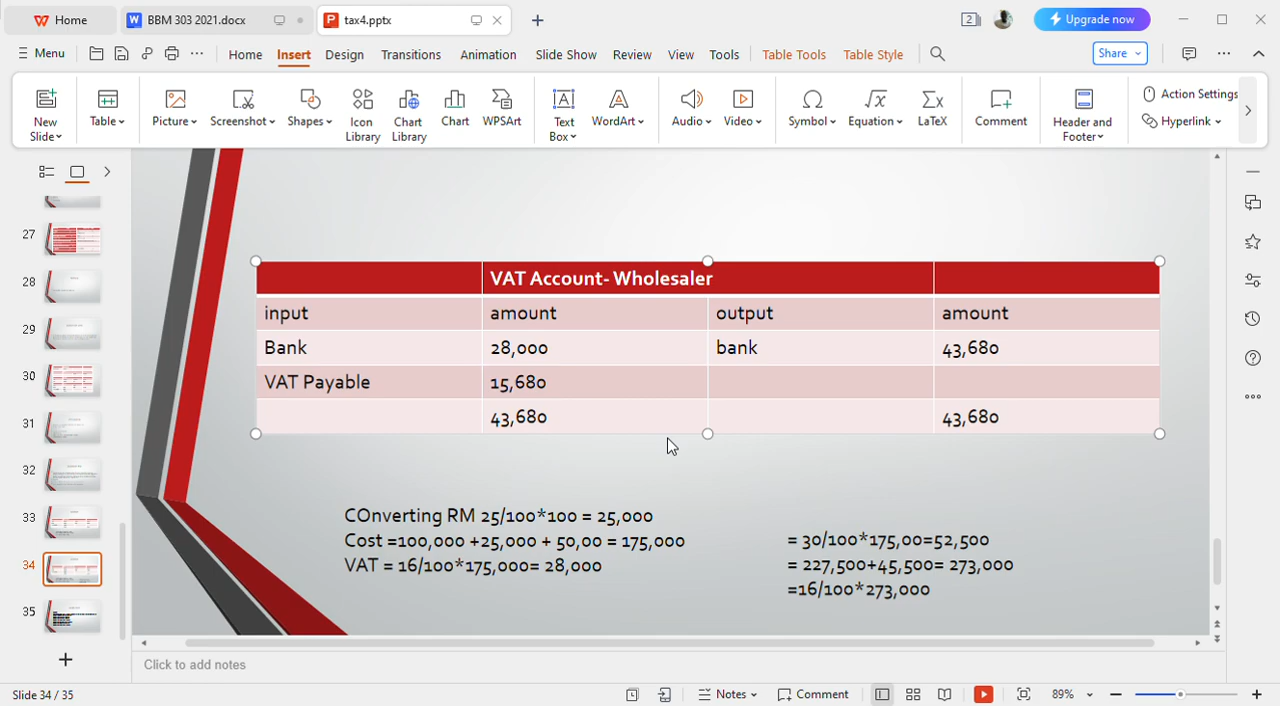 Home BBM 303 2021.docx tax4.pptx Upgrade now
Menu Home Insert Design Transitions Animation Slide Show Review View Tools Table Tools Table Style Share
New Slide Table Picture Screenshot Shapes Icon Library Chart Library Chart WPSArt Text Box WordArt Audio Video Symbol Equation LaTeX Comment Header and Footer Action Settings Hyperlink
27
28
29
30
31
32
33
34
35
VAT Account- Wholesaler
input amount output amount
Bank 28,000 bank 43,680
VAT Payable 15,680
43,680 43,680
COnverting RM 25/100*100 = 25,000
Cost =100,000 +25,000 + 50,00 = 175,000
VAT = 16/100*175,000= 28,000
= 30/100*175,00=52,500
= 227,500+45,500= 273,000
=16/100*273,000
Click to add notes
Slide 34 / 35 Notes Comment 89%